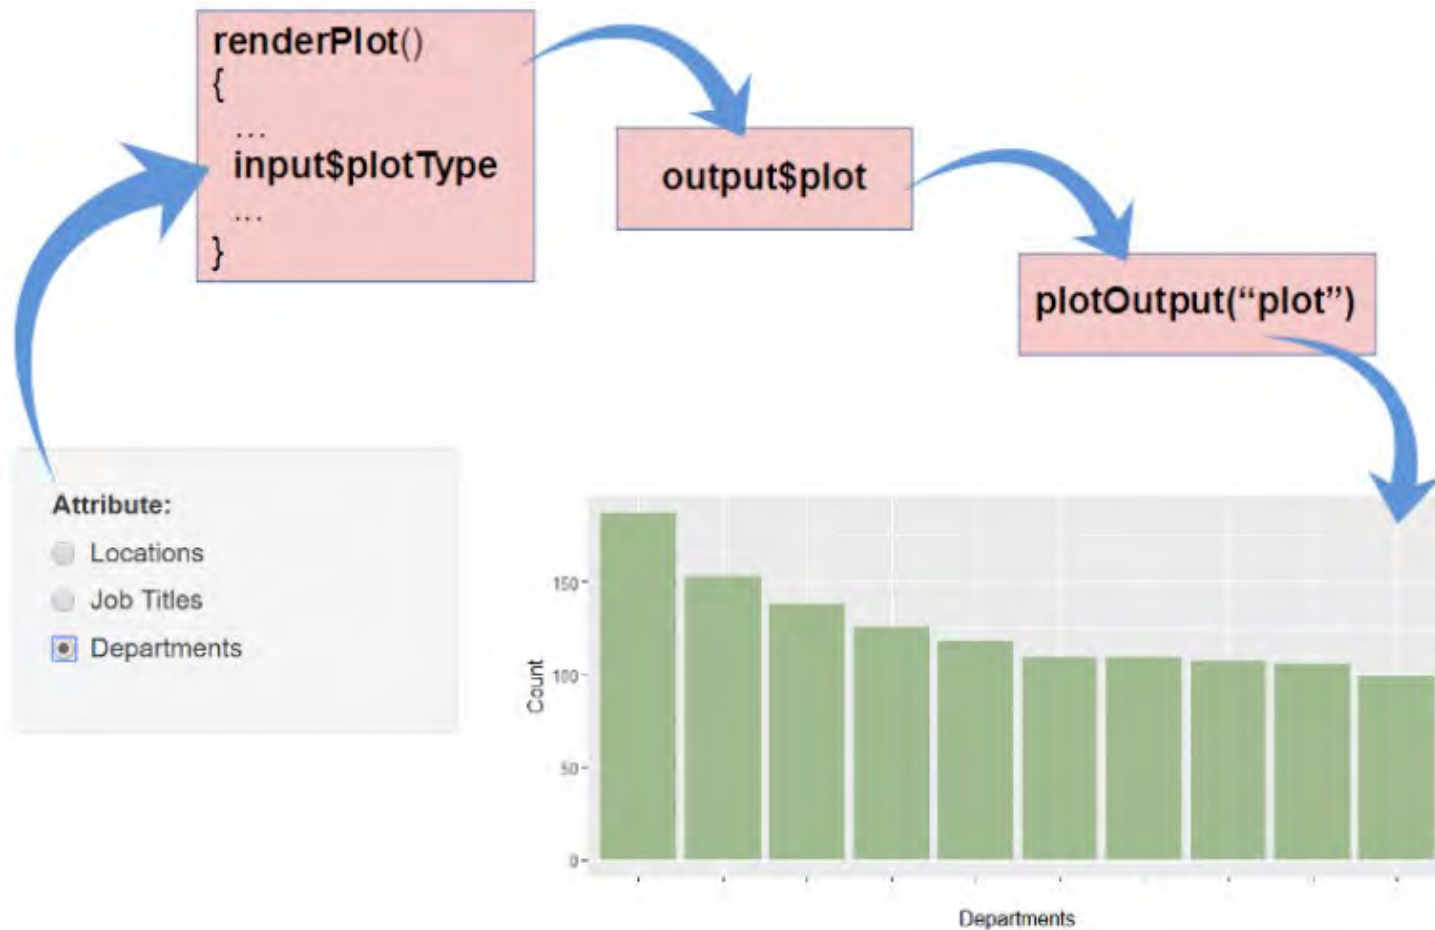 renderPlot()
{
...
input$plotType
...
}
output$plot
plotOutput(“plot”)
Attribute:
Locations
Job Titles
Departments
150
100
50
0
Count
Departments